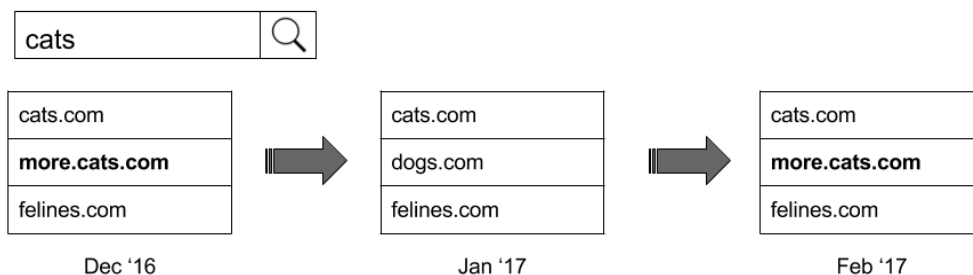 cats
cats.com
more.cats.com
felines.com
Dec ‘16
cats.com
dogs.com
felines.com
Jan ‘17
cats.com
more.cats.com
felines.com
Feb ‘17